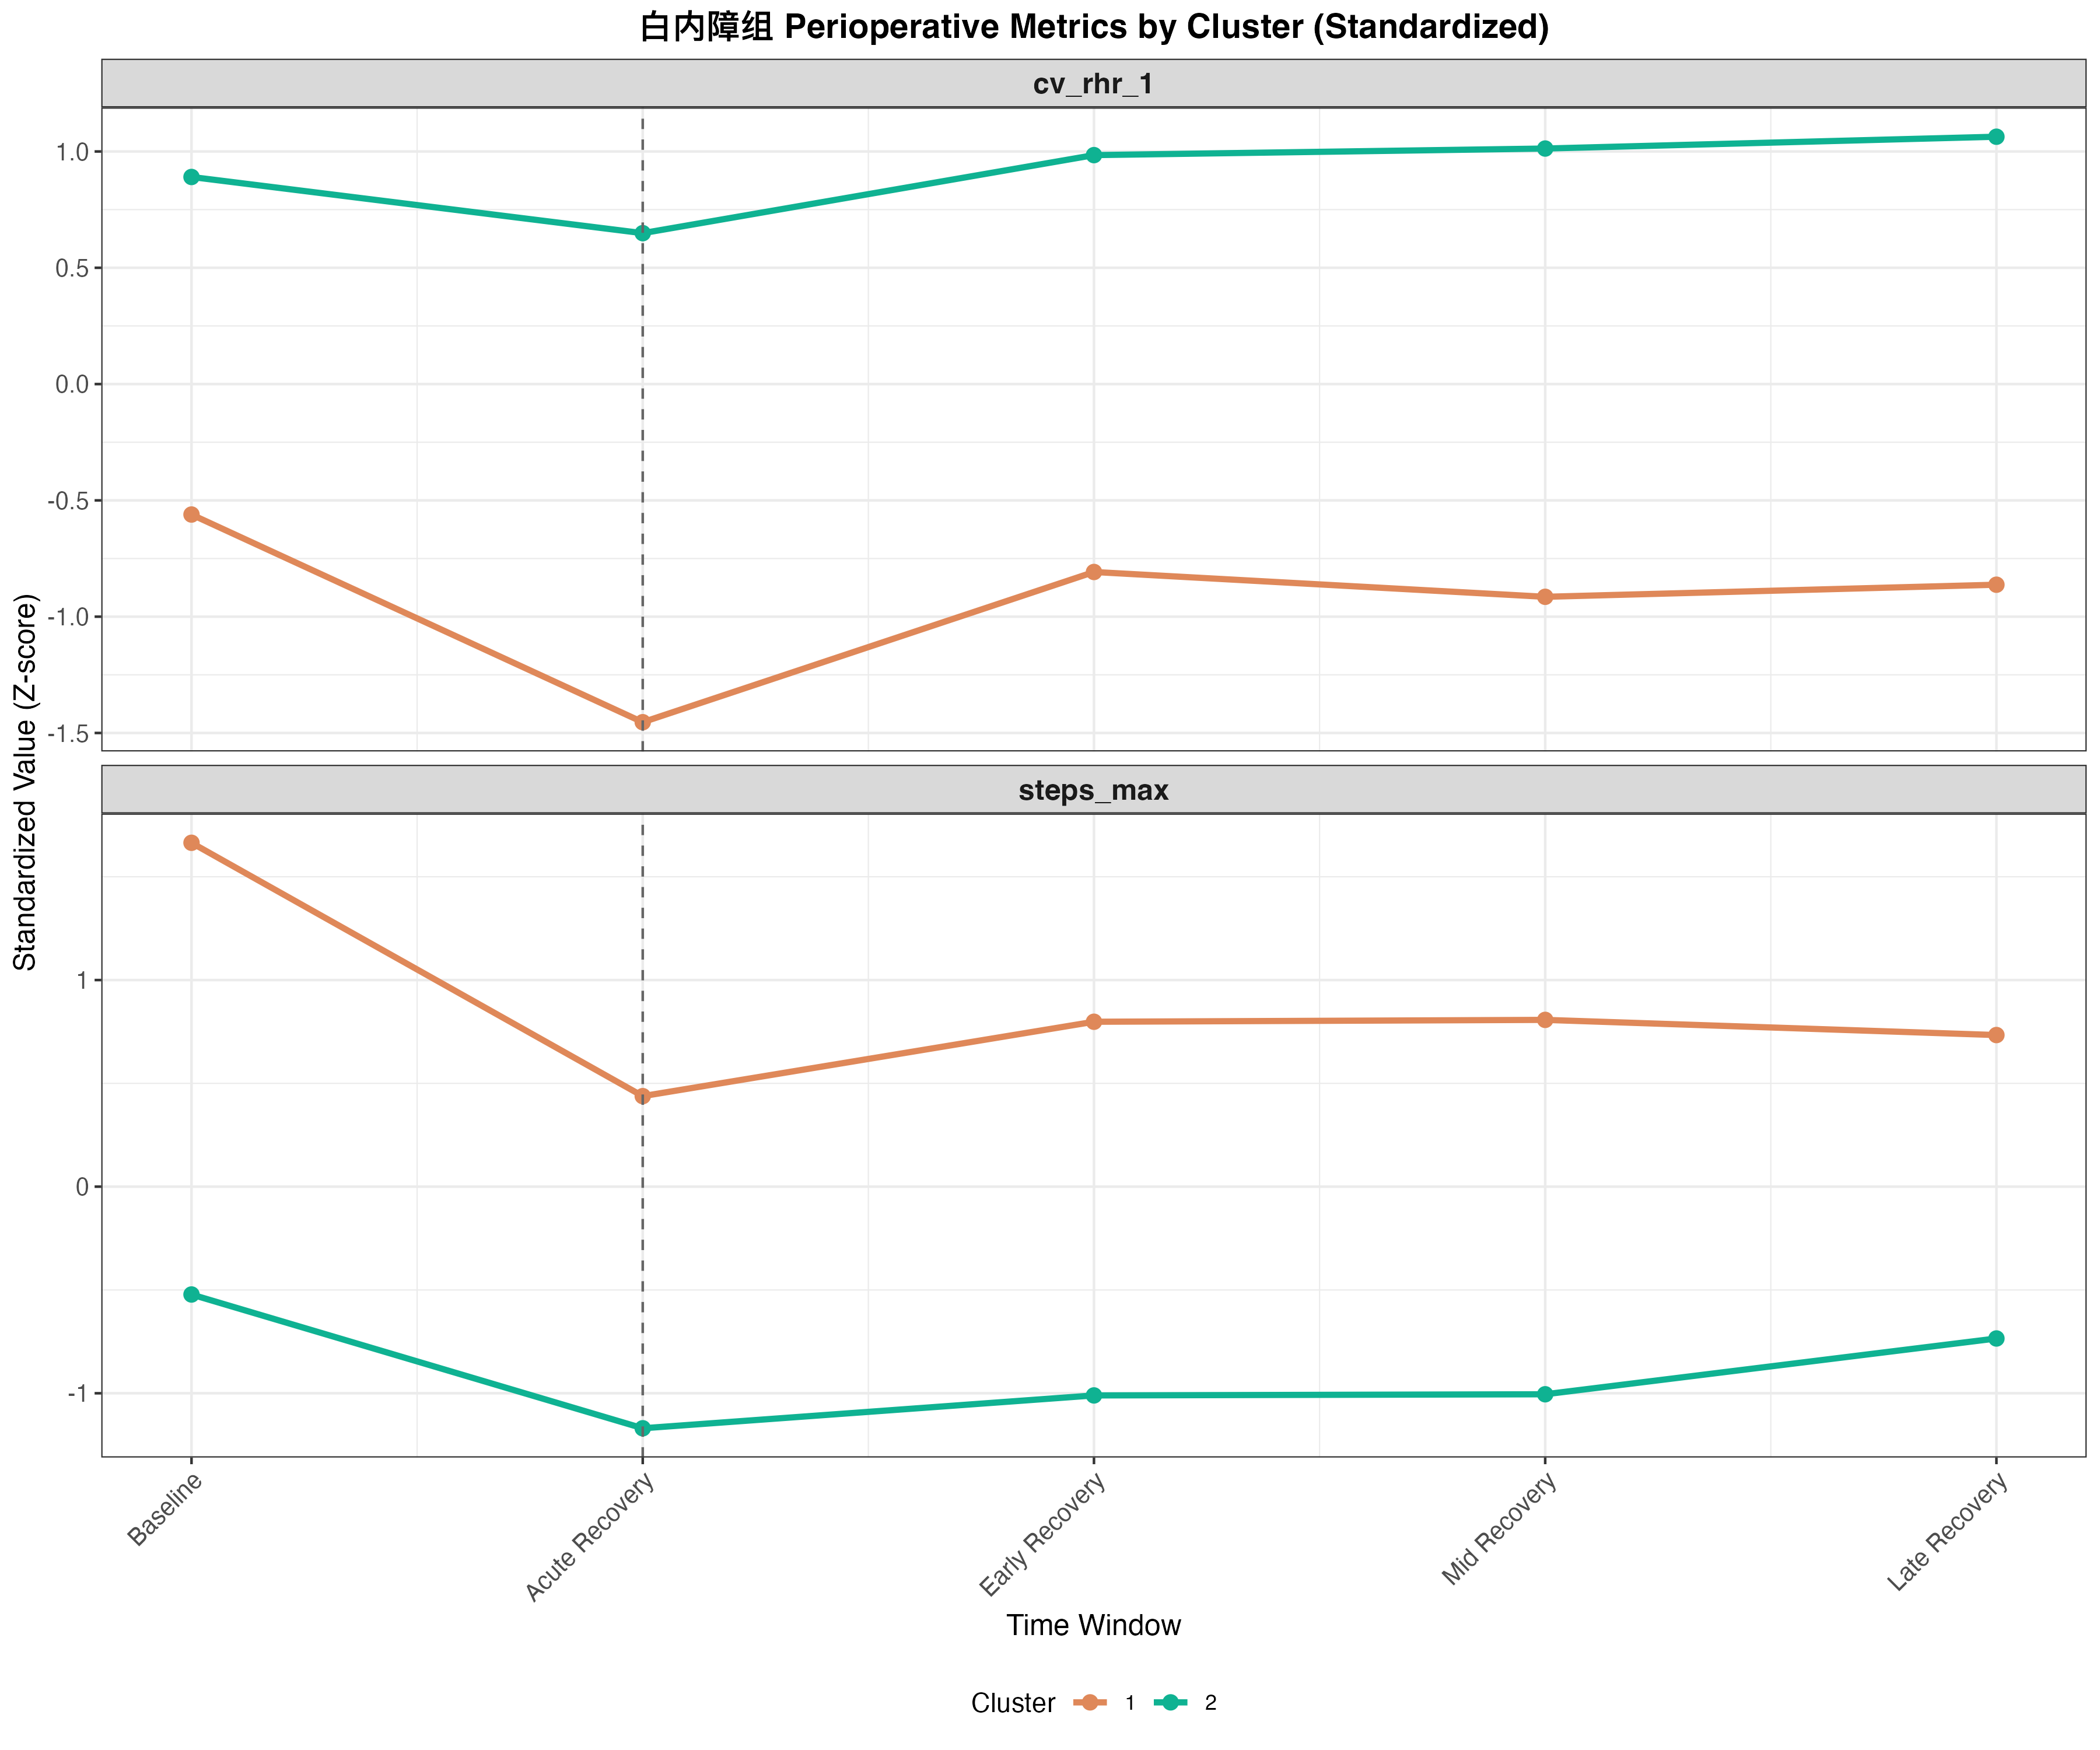 白内障组 Perioperative Metrics by Cluster (Standardized)
cv_rhr_1
1.0
0.5
0.0
-0.5
-1.0
-1.5
Standardized Value (Z-score)
steps_max
1
0
-1
Baseline
Acute Recovery
Early Recovery
Mid Recovery
Late Recovery
Time Window
Cluster 1 2